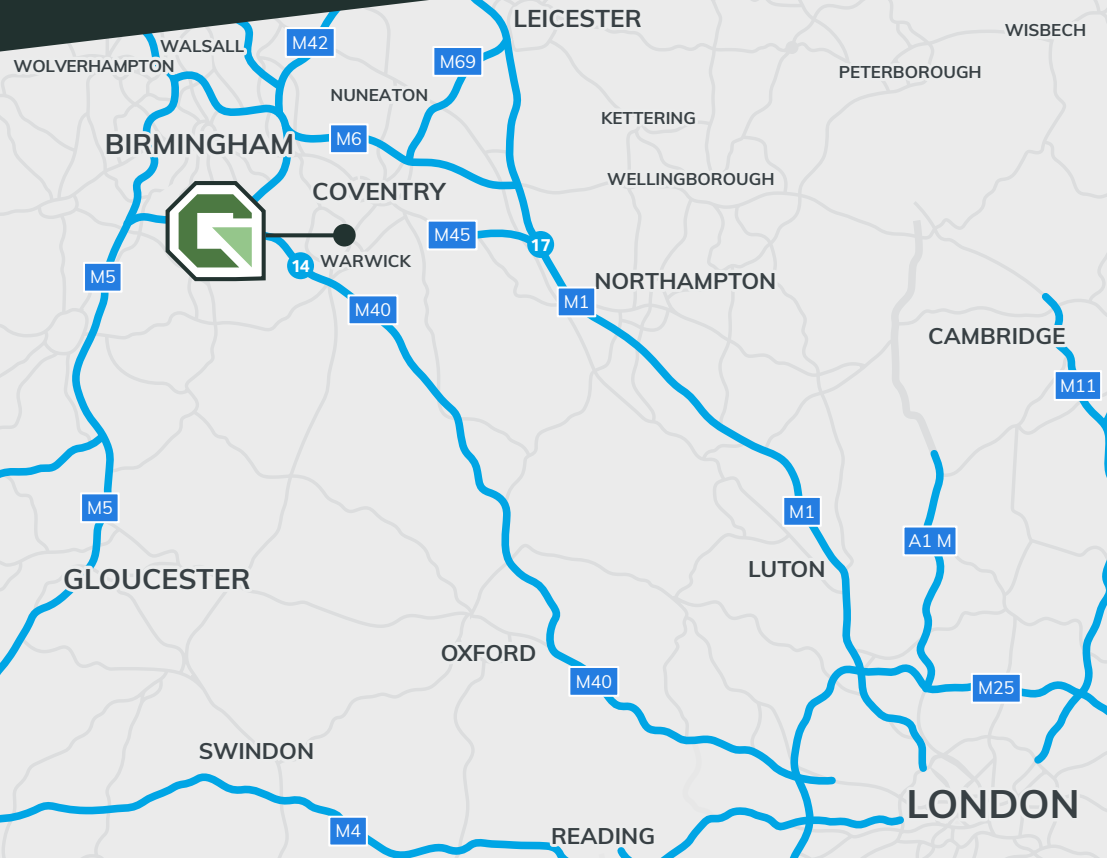 LEICESTER
WISBECH
M42
WALSALL
M69
WOLVERHAMPTON
PETERBOROUGH
NUNEATON
KETTERING
M6
BIRMINGHAM
WELLINGBOROUGH
COVENTRY
M45
17
WARWICK
14
M5
NORTHAMPTON
M1
M40
CAMBRIDGE
M11
M5
M1
A1 M
LUTON
GLOUCESTER
OXFORD
M40
M25
SWINDON
LONDON
M4
READING